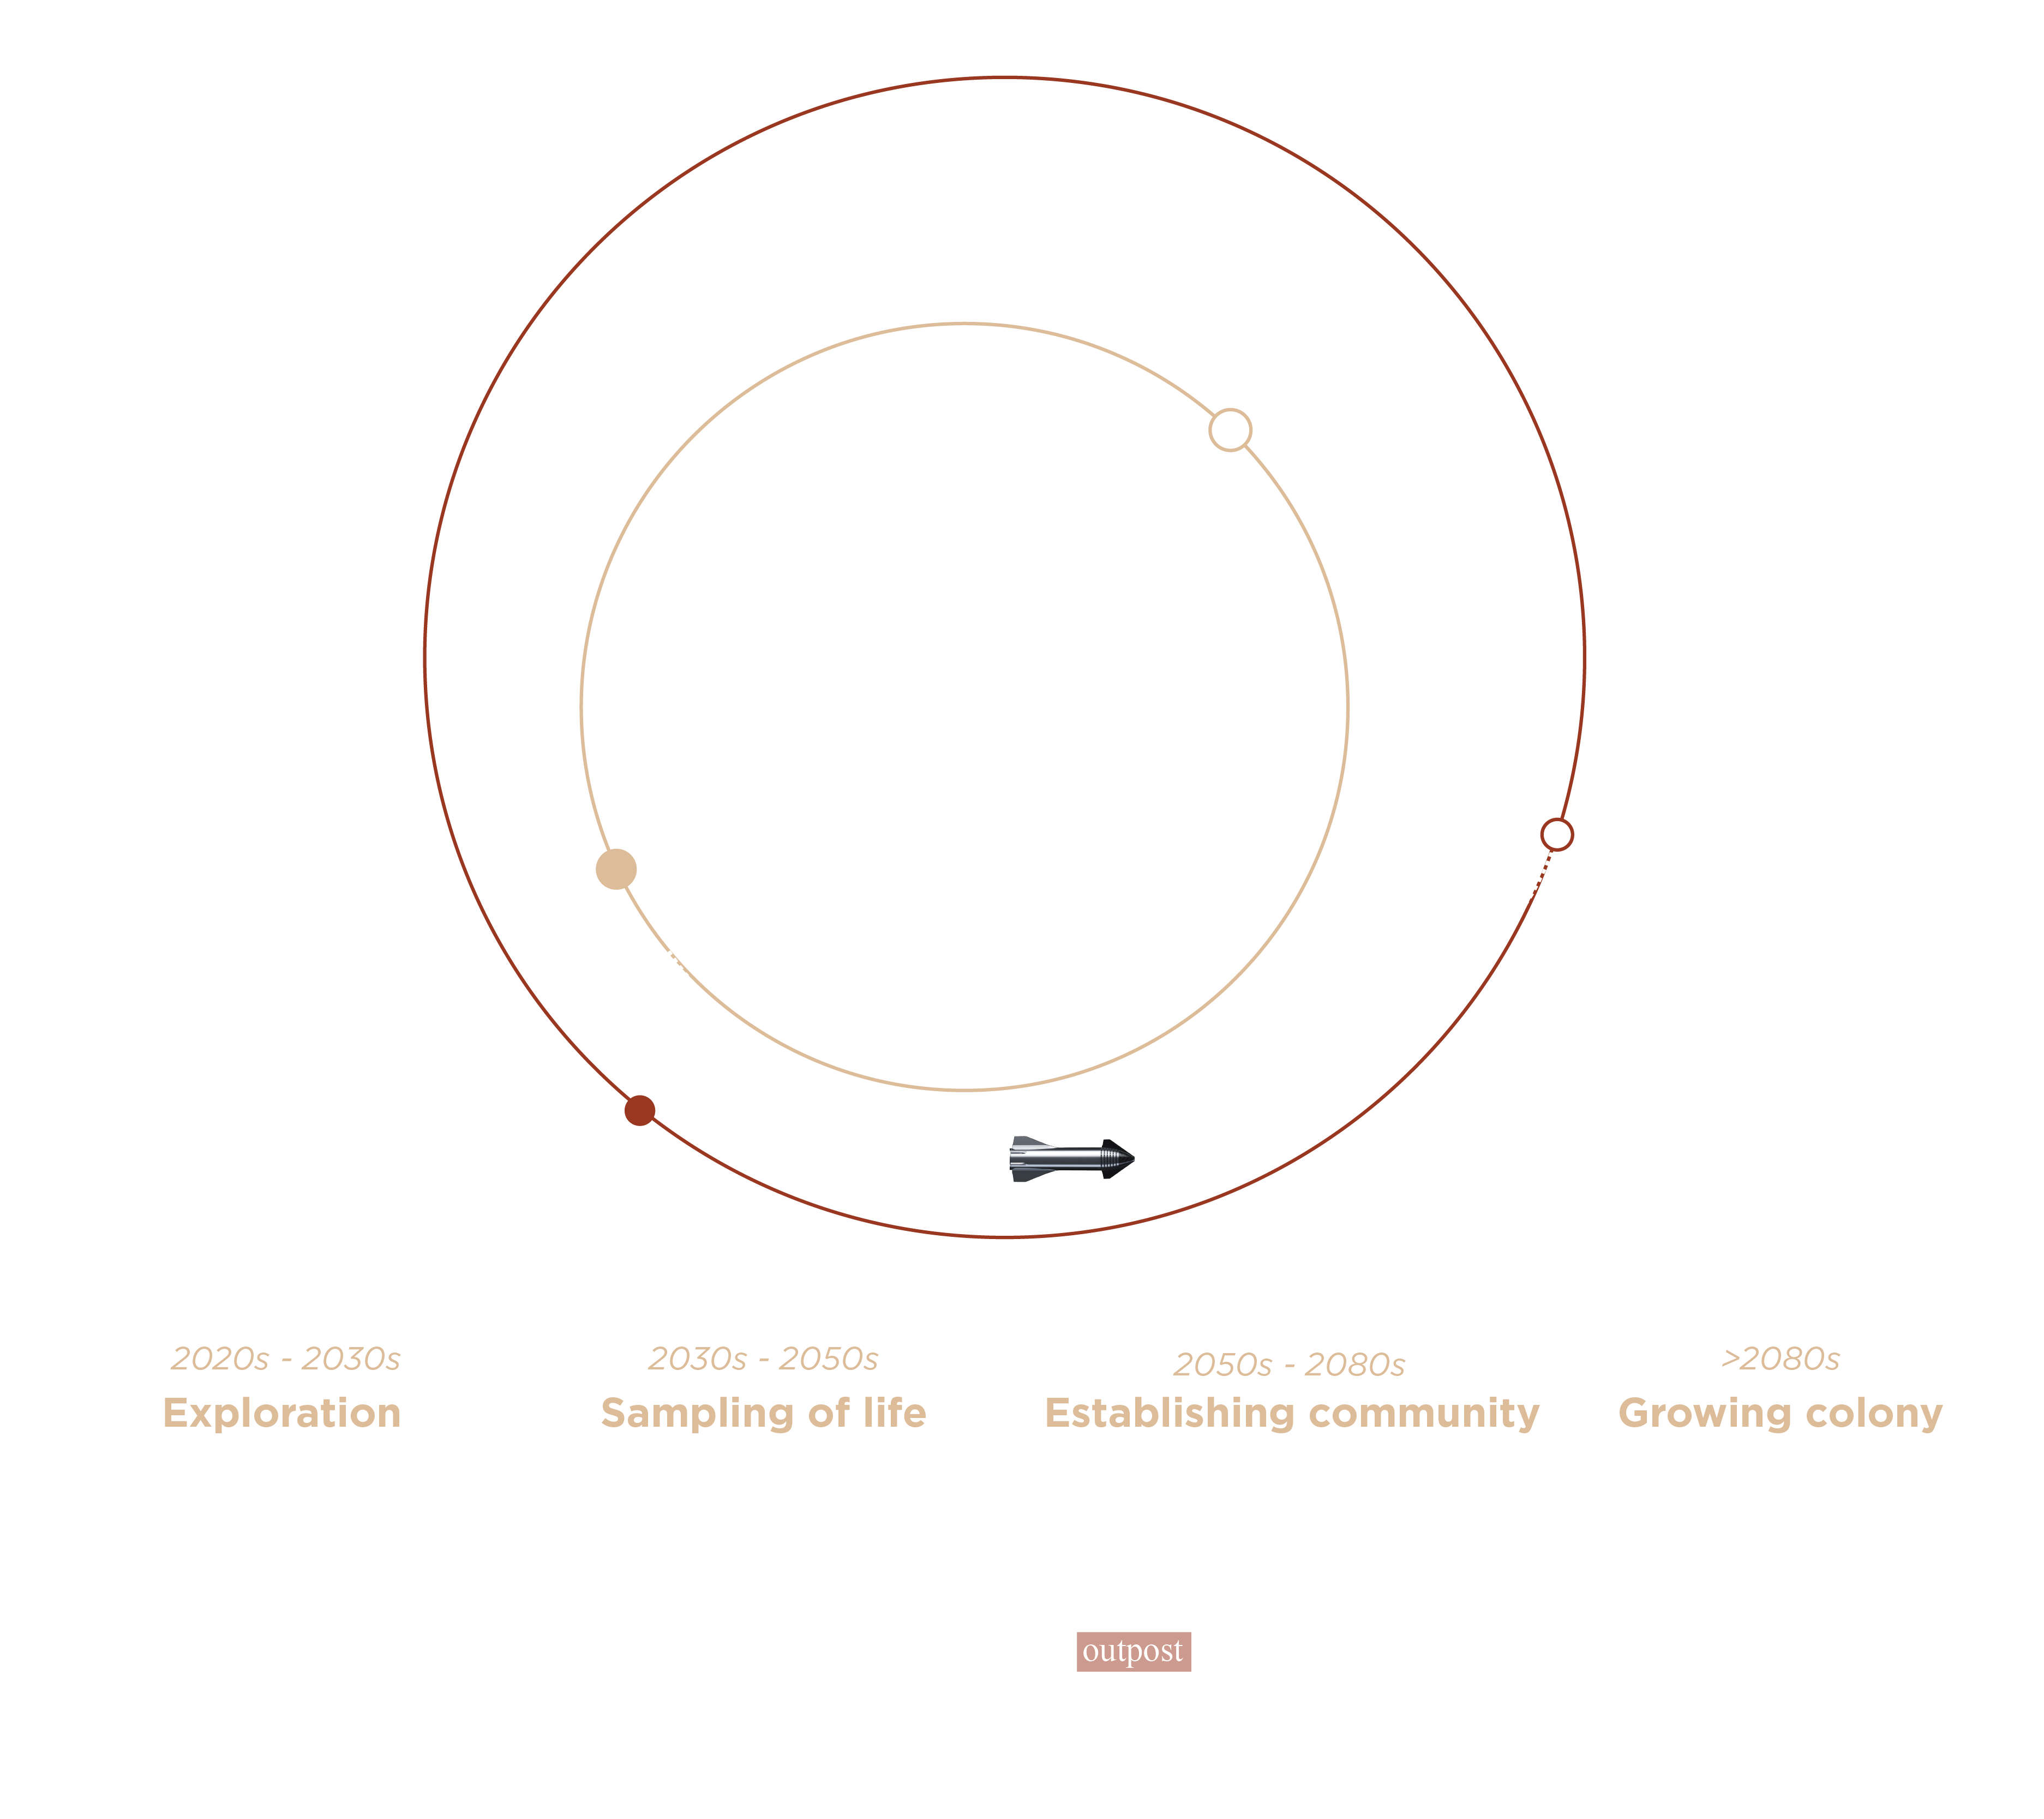 2020s - 2030s
Exploration
2030s - 2050s
Sampling of life
2050s - 2080s
Establishing community
>2080s
Growing colony
outpost